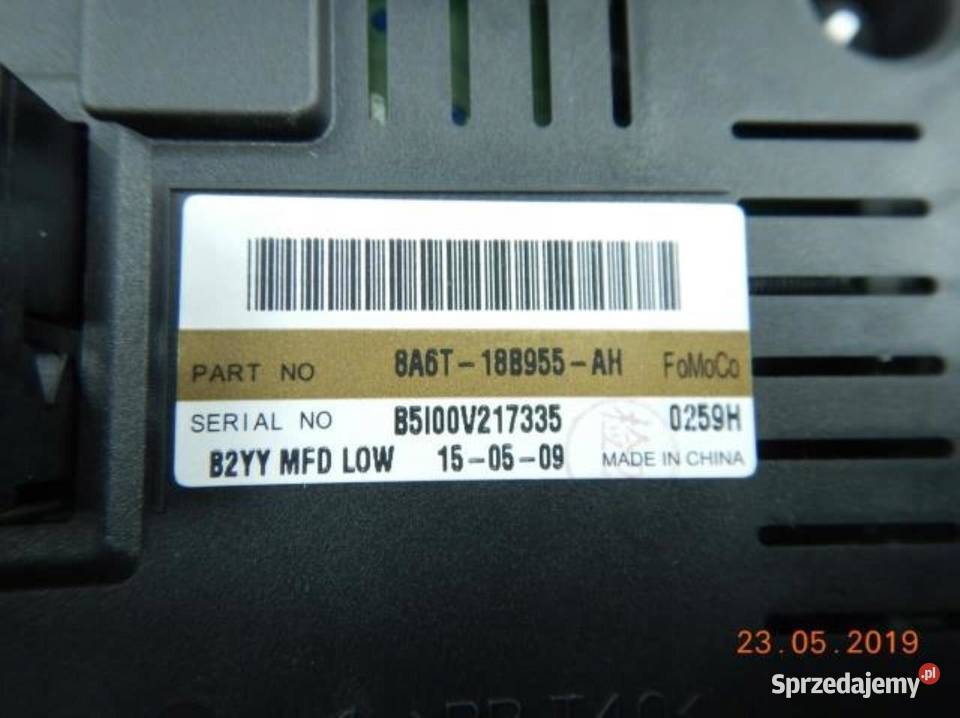 PART NO 8A6T-18B955-AH FoMoCo
SERIAL NO B5I00V217335 0259H
B2YY MFD LOW 15-05-09 MADE IN CHINA
23.05.2019
Sprzedajemy.pl